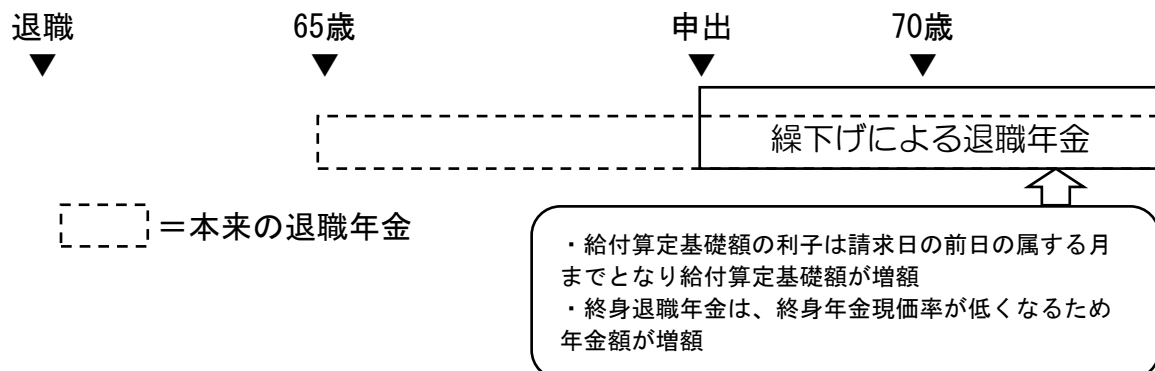 退職 65歳 申出 70歳
繰下げによる退職年金
＝本来の退職年金
・給付算定基礎額の利子は請求日の前日の属する月
までとなり給付算定基礎額が増額
・終身退職年金は、終身年金現価率が低くなるため
年金額が増額